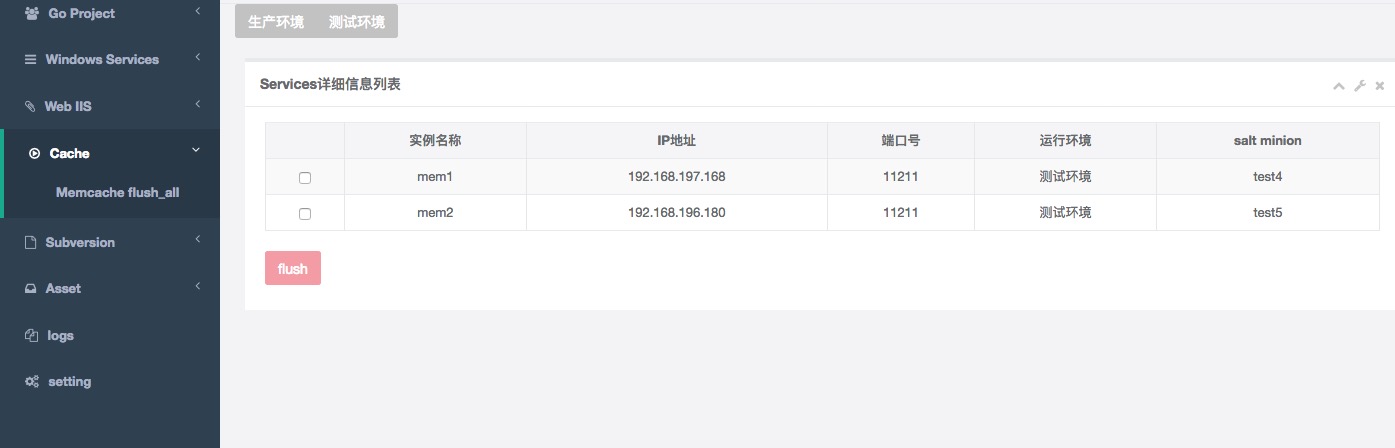 Go Project
Windows Services
Web IIS
Cache
Memcache flush_all
Subversion
Asset
logs
setting
生产环境 测试环境
Services详细信息列表
实例名称 IP地址 端口号 运行环境 salt minion
mem1 192.168.197.168 11211 测试环境 test4
mem2 192.168.196.180 11211 测试环境 test5
flush